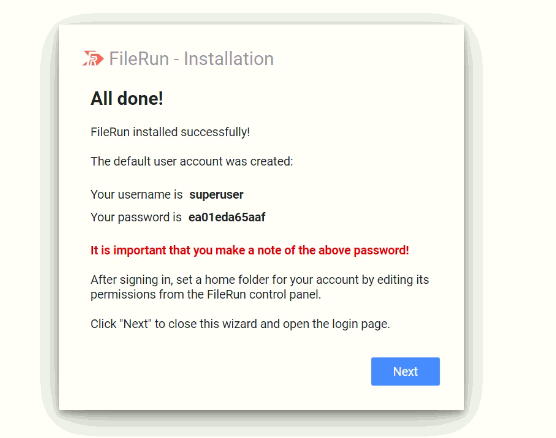 FileRun - Installation
All done!
FileRun installed successfully!
The default user account was created:
Your username is superuser
Your password is ea01eda65aaf
It is important that you make a note of the above password!
After signing in, set a home folder for your account by editing its
permissions from the FileRun control panel.
Click "Next" to close this wizard and open the login page.
Next